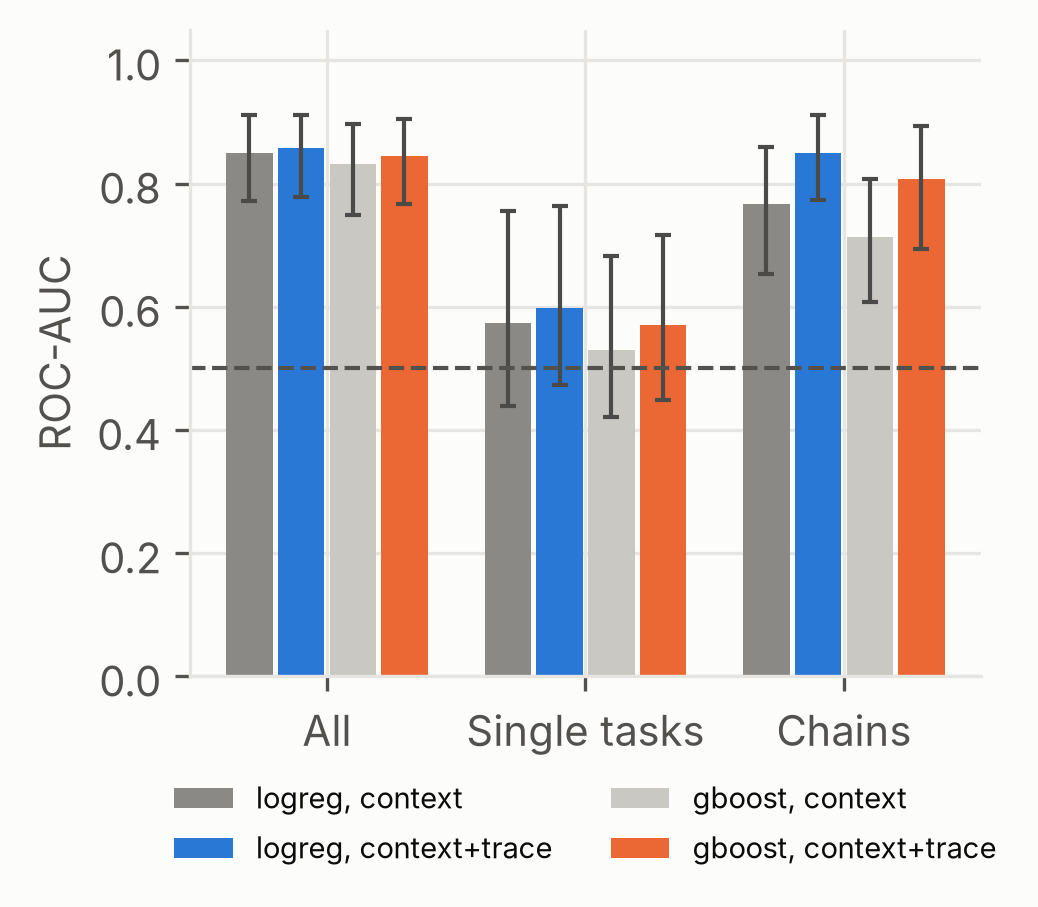 1.0
0.8
0.6
0.4
0.2
0.0
ROC-AUC
All Single tasks Chains
logreg, context gboost, context
logreg, context+trace gboost, context+trace